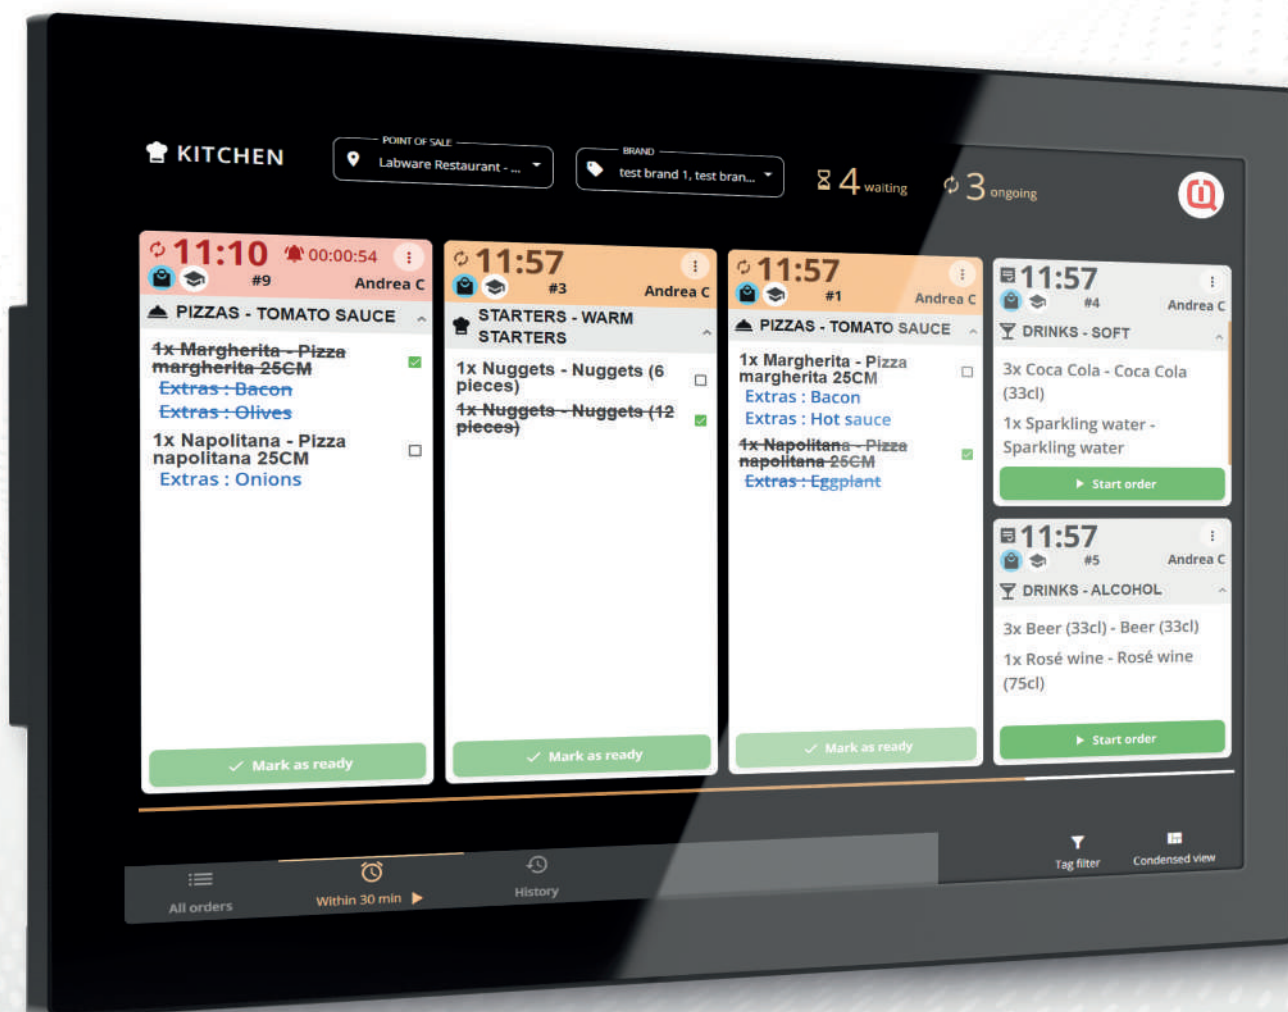 KITCHEN
POINT OF SALE
Labware Restaurant - ...
BRAND
test brand 1, test bran...
4 waiting
3 ongoing
11:10
00:00:54
#9
Andrea C
PIZZAS - TOMATO SAUCE
1x Margherita - Pizza
margherita 25CM
Extras : Bacon
Extras : Olives
1x Napolitana - Pizza
napolitana 25CM
Extras : Onions
Mark as ready
11:57
#3
Andrea C
STARTERS - WARM
STARTERS
1x Nuggets - Nuggets (6
pieces)
1x Nuggets - Nuggets (12
pieces)
Mark as ready
11:57
#1
Andrea C
PIZZAS - TOMATO SAUCE
1x Margherita - Pizza
margherita 25CM
Extras : Bacon
Extras : Hot sauce
1x Napolitana - Pizza
napolitana 25CM
Extras : Eggplant
Mark as ready
11:57
#4
Andrea C
DRINKS - SOFT
3x Coca Cola - Coca Cola
(33cl)
1x Sparkling water -
Sparkling water
Start order
11:57
#5
Andrea C
DRINKS - ALCOHOL
3x Beer (33cl) - Beer (33cl)
1x Rosé wine - Rosé wine
(75cl)
Start order
All orders
Within 30 min
History
Tag filter
Condensed view